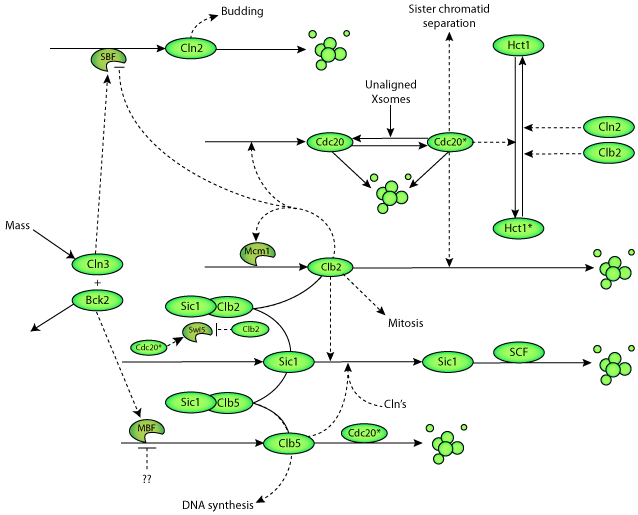 Budding
Sister chromatid
separation
Cln2
Hct1
SBF
Unaligned
Xsomes
Cln2
Cdc20
Cdc20*
Clb2
Mass
Hct1*
Mcm1
Cln3
Clb2
+
Bck2
Sic1
Clb2
Mitosis
Swi5
Clb2
Cdc20*
Sic1
Sic1
SCF
Sic1
Clb5
Cln's
MBF
Cdc20*
Clb5
??
DNA synthesis